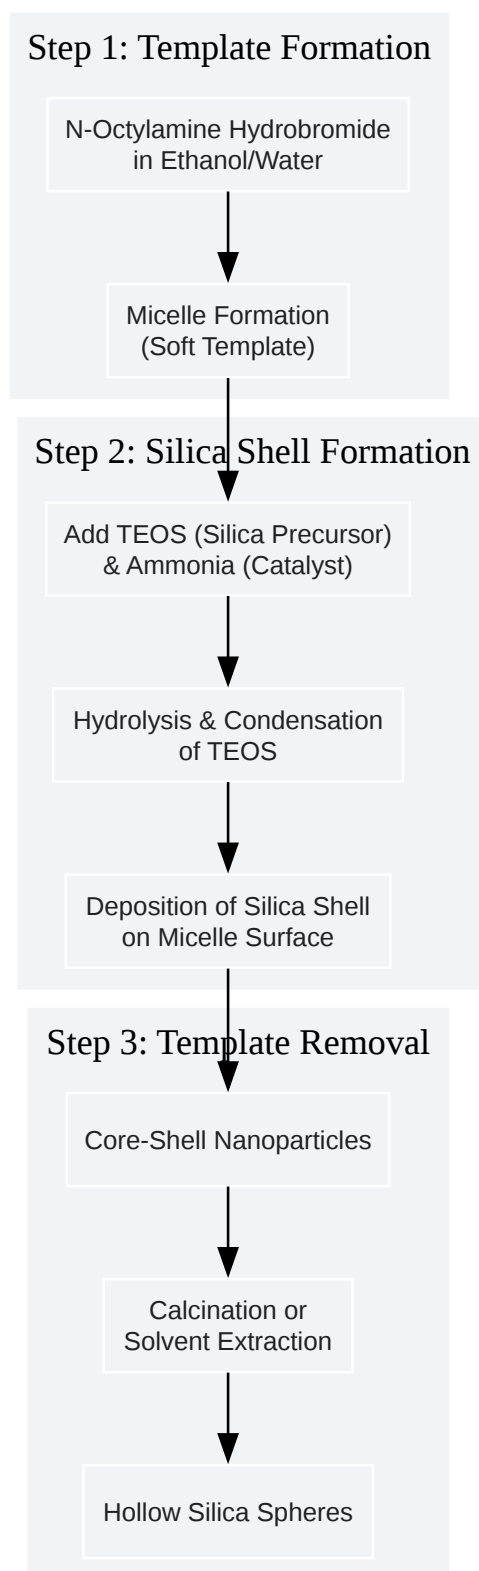 Step 1: Template Formation
N-Octylamine Hydrobromide
in Ethanol/Water
Micelle Formation
(Soft Template)
Step 2: Silica Shell Formation
Add TEOS (Silica Precursor)
& Ammonia (Catalyst)
Hydrolysis & Condensation
of TEOS
Deposition of Silica Shell
on Micelle Surface
Step 3: Template Removal
Core-Shell Nanoparticles
Calcination or
Solvent Extraction
Hollow Silica Spheres